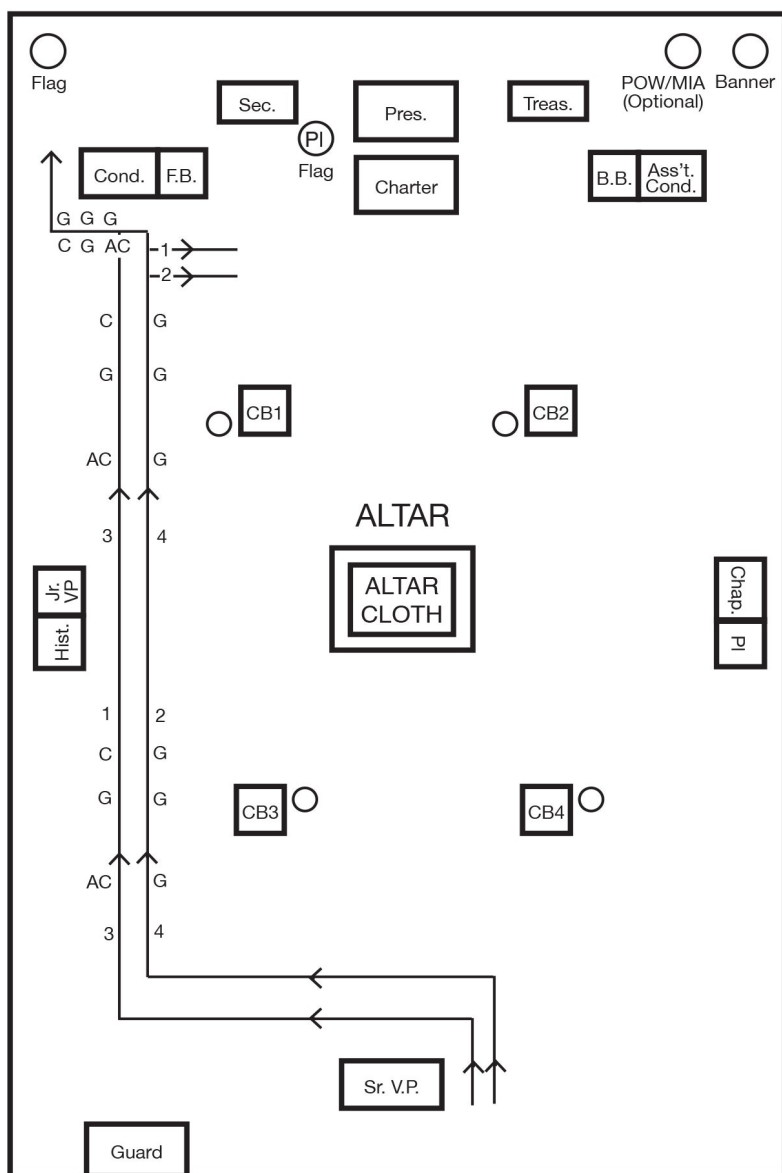 Flag
POW/MIA
(Optional)
Banner
Sec.
Pres.
Treas.
PI
Flag
Cond. F.B.
Charter
B.B. Ass't.
Cond.
G G G
C G AC
1
2
C G
G G
CB1
CB2
AC G
3 4
ALTAR
ALTAR
CLOTH
Jr.
VP
Hist.
Chap.
PI
1 2
C G
G G
CB3
CB4
AC G
3 4
Sr. V.P.
Guard